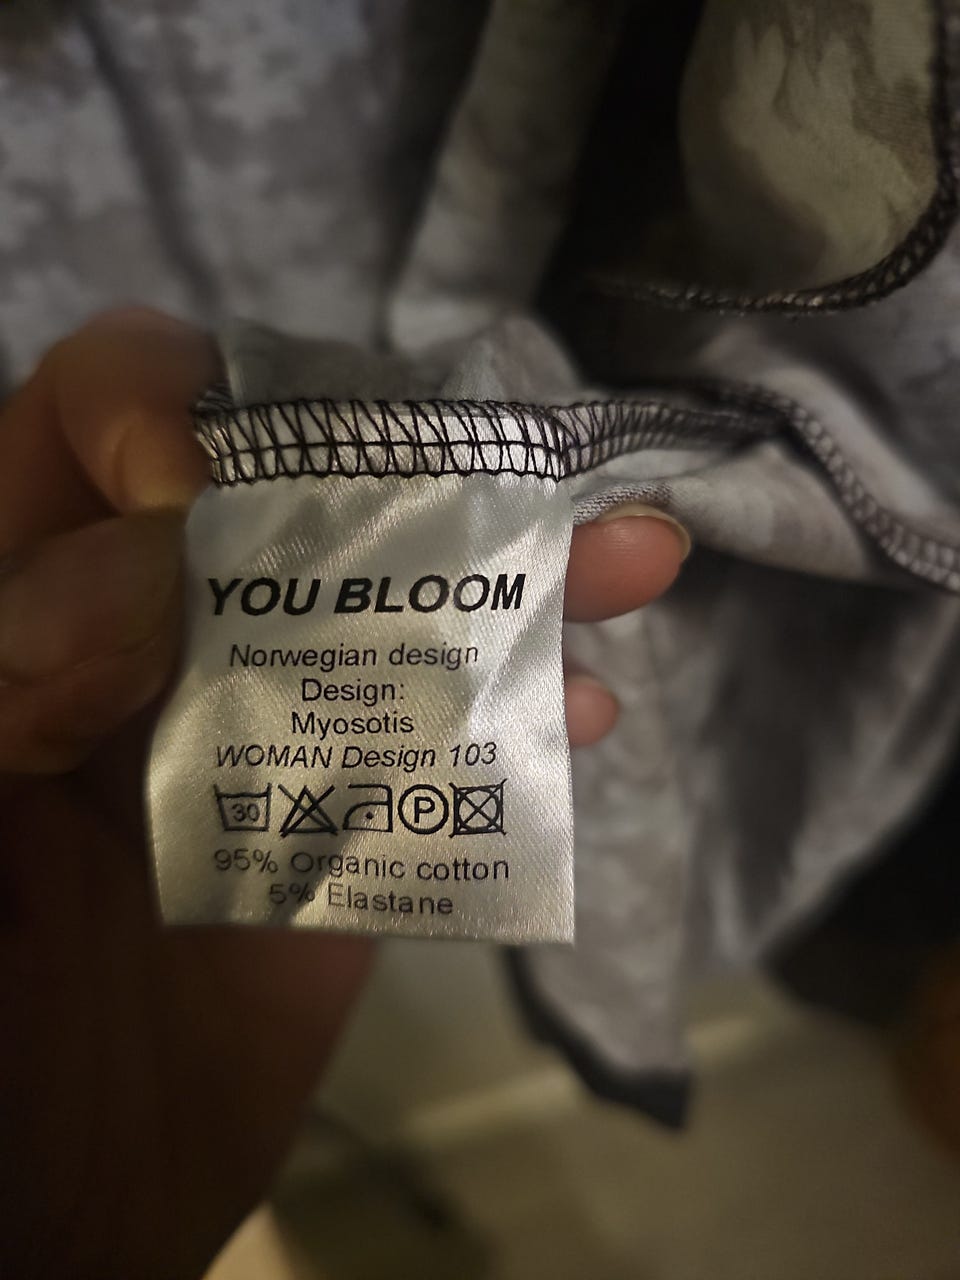 YOU BLOOM
Norwegian design
Design:
Myosotis
WOMAN Design 103
30 P
95% Organic cotton
5% Elastane